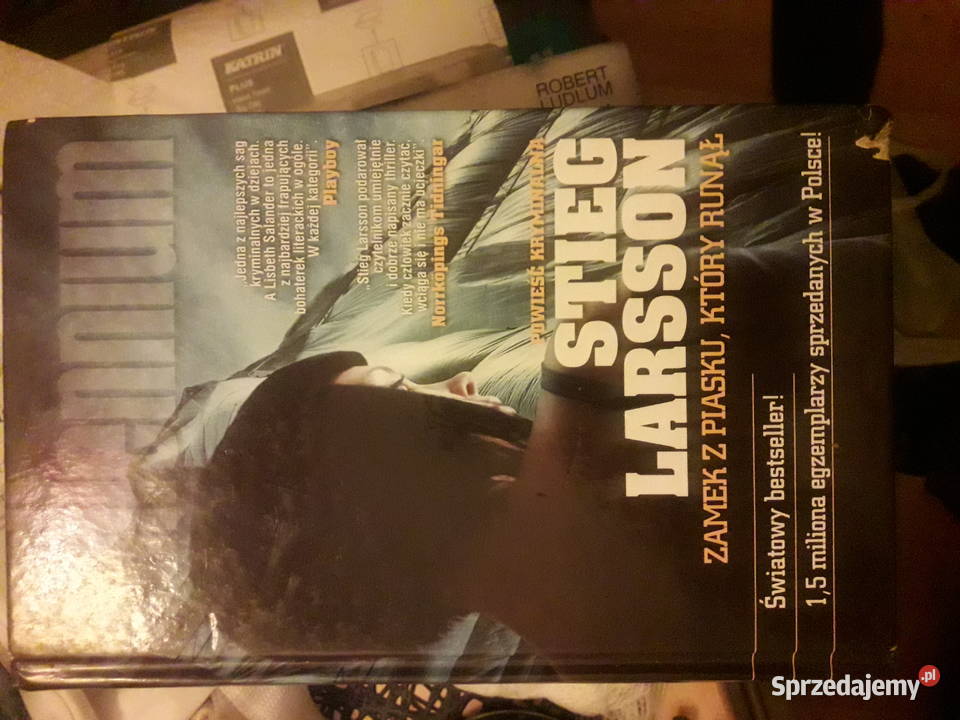 KATRIN
PLUS
ROBERT
LUDLUM
„Jedna z najlepszych sag
kryminalnych w dziejach.
A Lisbeth Salander to jedna
z najbardziej frapujących
bohaterek literackich w ogóle.
W każdej kategorii”
Playboy
„Stieg Larsson podarował
czytelnikom umiejętnie
i dobrze napisany thriller.
Kiedy człowiek zacznie czytać,
wciąga się i nie ma ucieczki”
Norrköpings Tidningar
POWIEŚĆ KRYMINALNA
STIEG
LARSSON
ZAMEK Z PIASKU, KTÓRY RUNĄŁ
Światowy bestseller!
1,5 miliona egzemplarzy sprzedanych w Polsce!
Sprzedajemy.pl